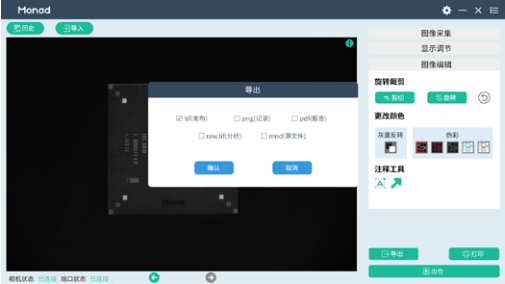 Monad
历史
导入
图像采集
显示调节
图像编辑
旋转裁剪
剪切
旋转
更改颜色
灰度反转
伪彩
注释工具
导出
tif(发布)
png(记录)
pdf(报告)
raw.tif(分析)
mnd(源文件)
确认
取消
Monad
导出
打印
出色
相机状态 已连接 端口状态 已连接